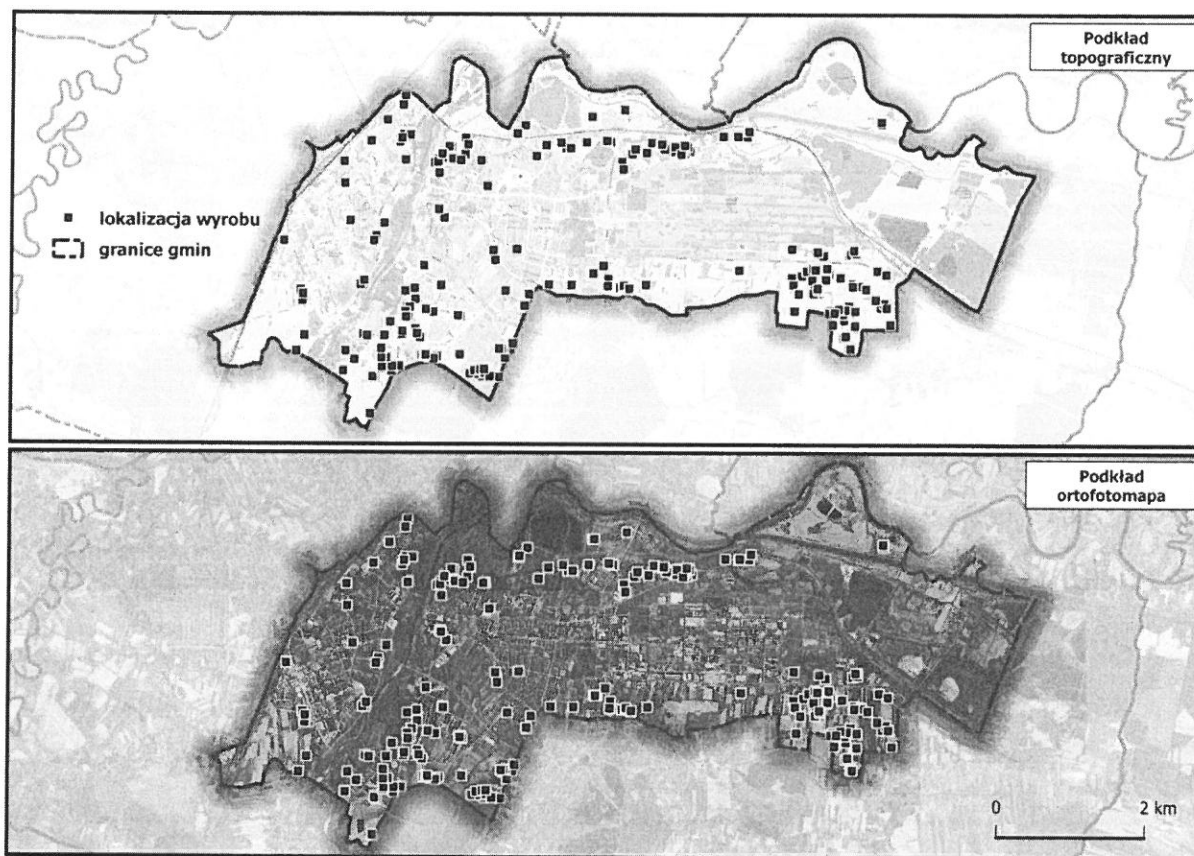 Podkład
topograficzny
lokalizacja wyrobu
granice gmin
Podkład
ortofotomapa
0 2 km